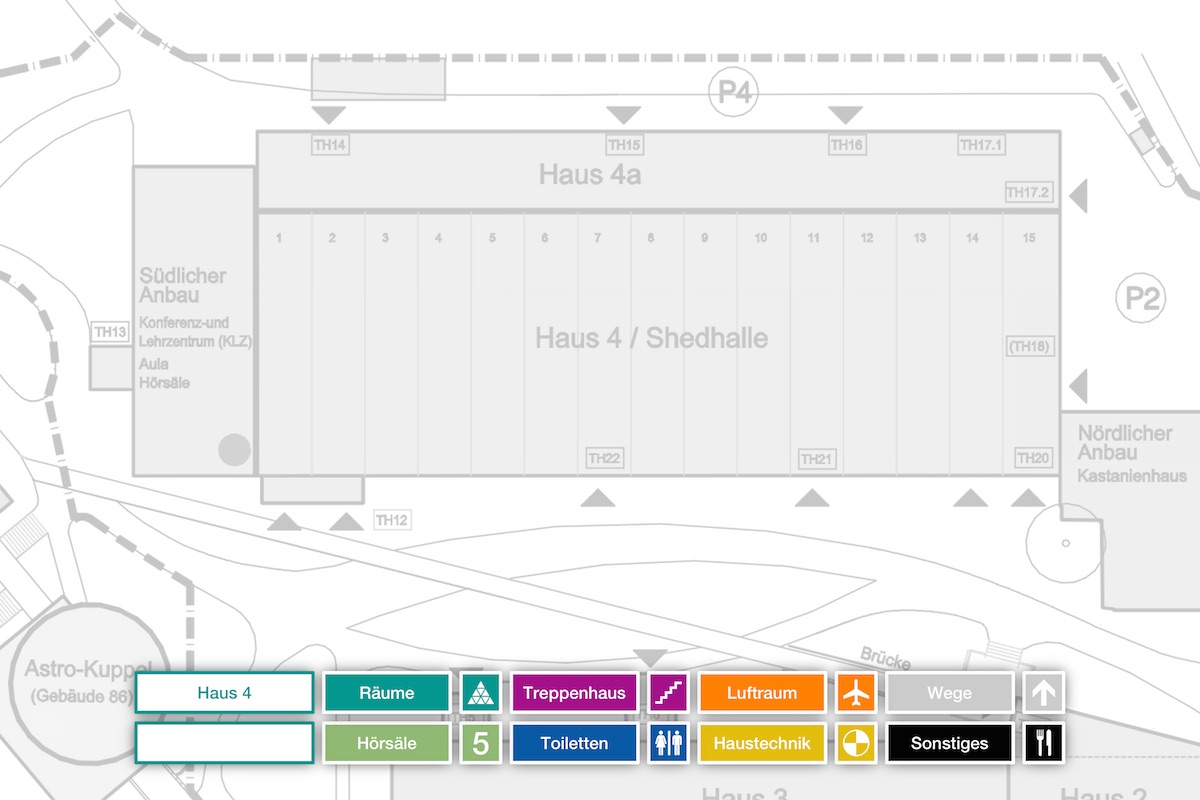 P4
TH14
TH15
TH16
TH17.1
Haus 4a
TH17.2
1 2 3 4 5 6 7 8 9 10 11 12 13 14 15
Südlicher
Anbau
Konferenz-und
Lehrzentrum (KLZ)
Aula
Hörsäle
TH13
P2
Haus 4 / Shedhalle
(TH18)
TH22
TH21
TH20
Nördlicher
Anbau
Kastanienhaus
TH12
Astro-Kuppel
(Gebäude 86)
Brücke
Haus 4
Räume
Treppenhaus
Luftraum
Wege
Hörsäle
5
Toiletten
Haustechnik
Sonstiges
Haus 3
Haus 2